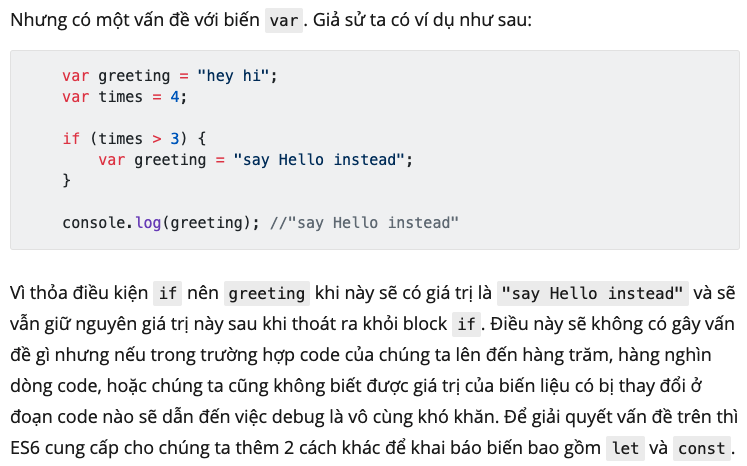 Nhưng có một vấn đề với biến var. Giả sử ta có ví dụ như sau:
var greeting = "hey hi";
var times = 4;
if (times > 3) {
var greeting = "say Hello instead";
}
console.log(greeting); //"say Hello instead"
Vì thỏa điều kiện if nên greeting khi này sẽ có giá trị là "say Hello instead" và sẽ
vẫn giữ nguyên giá trị này sau khi thoát ra khỏi block if. Điều này sẽ không có gây vấn
đề gì nhưng nếu trong trường hợp code của chúng ta lên đến hàng trăm, hàng nghìn
dòng code, hoặc chúng ta cũng không biết được giá trị của biến liệu có bị thay đổi ở
đoạn code nào sẽ dẫn đến việc debug là vô cùng khó khăn. Để giải quyết vấn đề trên thì
ES6 cung cấp cho chúng ta thêm 2 cách khác để khai báo biến bao gồm let và const.